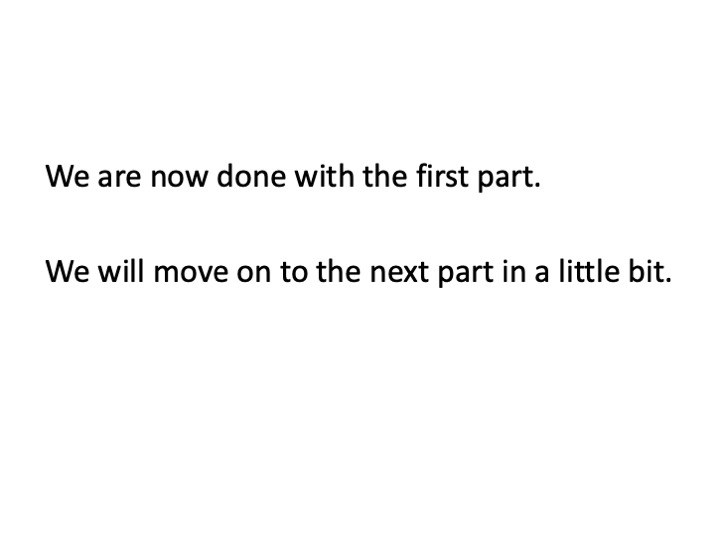 We are now done with the first part.
We will move on to the next part in a little bit.